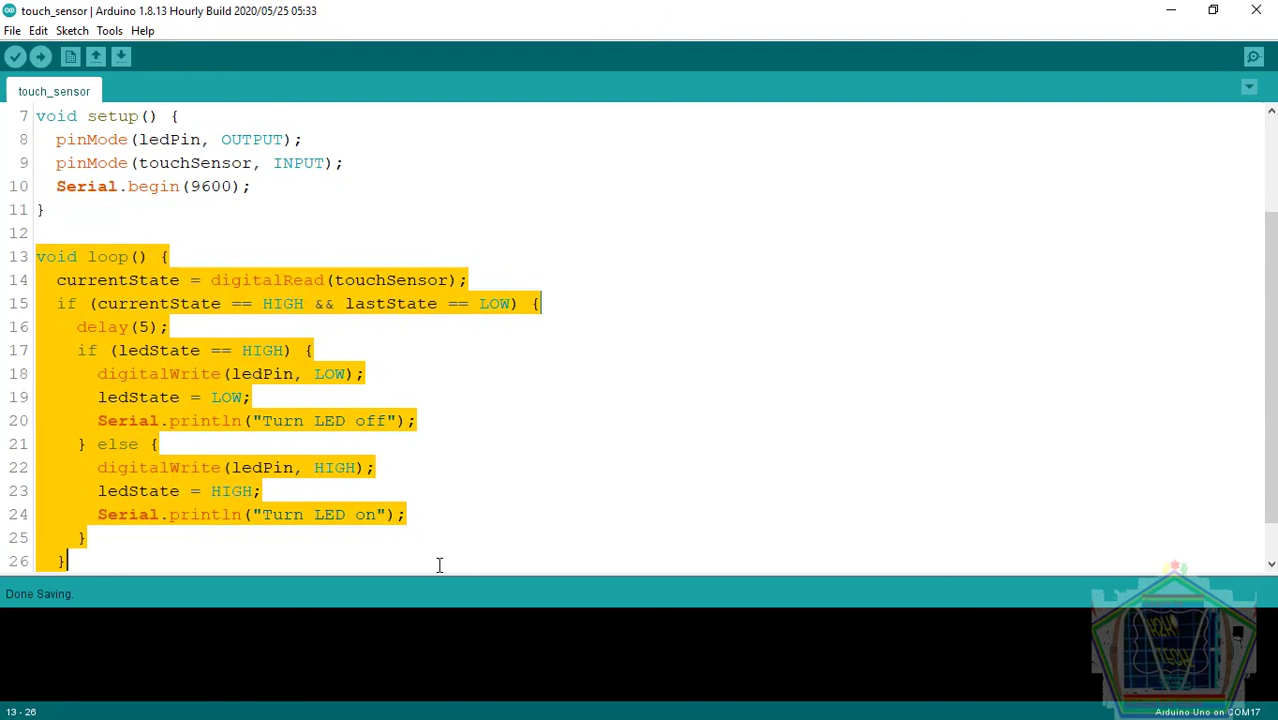 touch_sensor | Arduino 1.8.13 Hourly Build 2020/05/25 05:33
File Edit Sketch Tools Help
touch_sensor
7 void setup() {
8 pinMode(ledPin, OUTPUT);
9 pinMode(touchSensor, INPUT);
10 Serial.begin(9600);
11 }
12
13 void loop() {
14 currentState = digitalRead(touchSensor);
15 if (currentState == HIGH && lastState == LOW) {
16 delay(5);
17 if (ledState == HIGH) {
18 digitalWrite(ledPin, LOW);
19 ledState = LOW;
20 Serial.println("Turn LED off");
21 } else {
22 digitalWrite(ledPin, HIGH);
23 ledState = HIGH;
24 Serial.println("Turn LED on");
25 }
26 }
Done Saving.
TECH
13 - 26
Arduino Uno on COM17